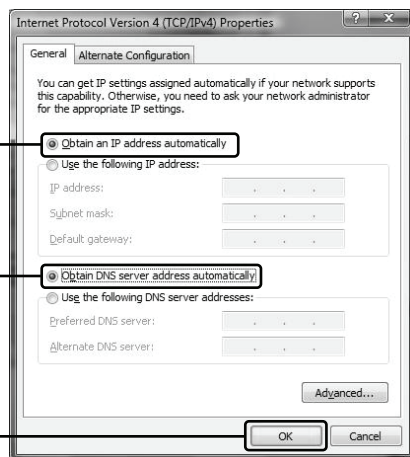 Internet Protocol Version 4 (TCP/IPv4) Properties
? X
General Alternate Configuration
You can get IP settings assigned automatically if your network supports
this capability. Otherwise, you need to ask your network administrator
for the appropriate IP settings.
Obtain an IP address automatically
Use the following IP address:
IP address:
Subnet mask:
Default gateway:
Obtain DNS server address automatically
Use the following DNS server addresses:
Preferred DNS server:
Alternate DNS server:
Advanced...
OK Cancel